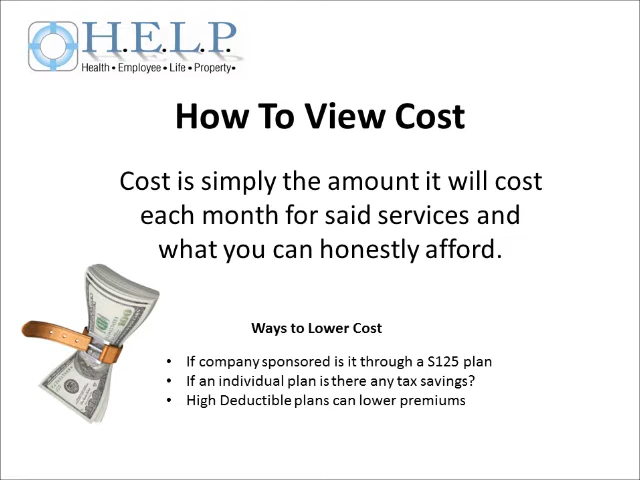 H.E.L.P.
Health • Employee • Life • Property•
How To View Cost
Cost is simply the amount it will cost
each month for said services and
what you can honestly afford.
Ways to Lower Cost
• If company sponsored is it through a S125 plan
• If an individual plan is there any tax savings?
• High Deductible plans can lower premiums